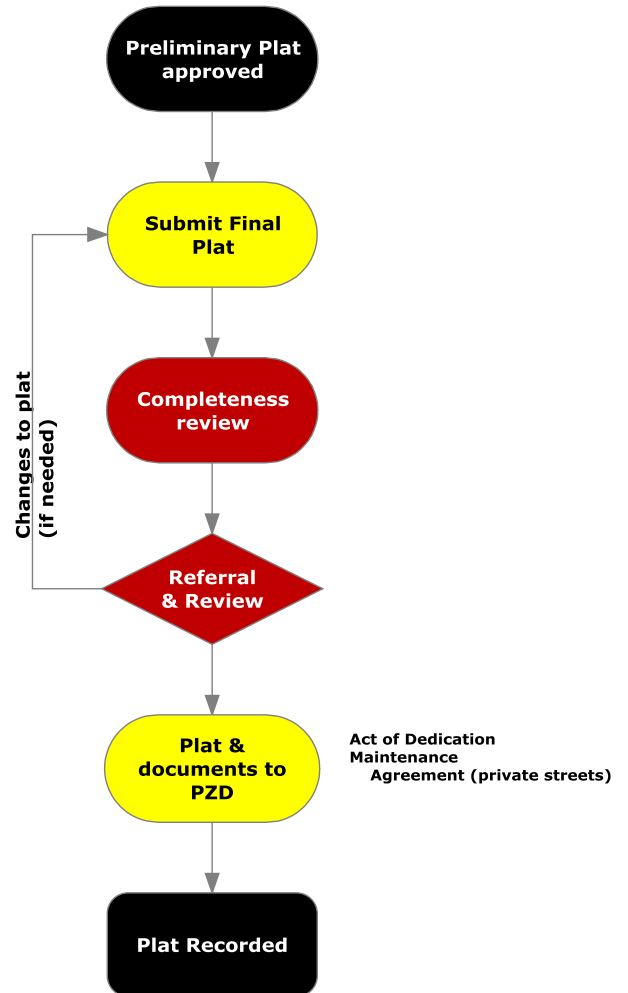 Preliminary Plat
approved
Submit Final
Plat
Completeness
review
Changes to plat
(if needed)
Referral
& Review
Plat &
documents to
PZD
Act of Dedication
Maintenance
Agreement (private streets)
Plat Recorded